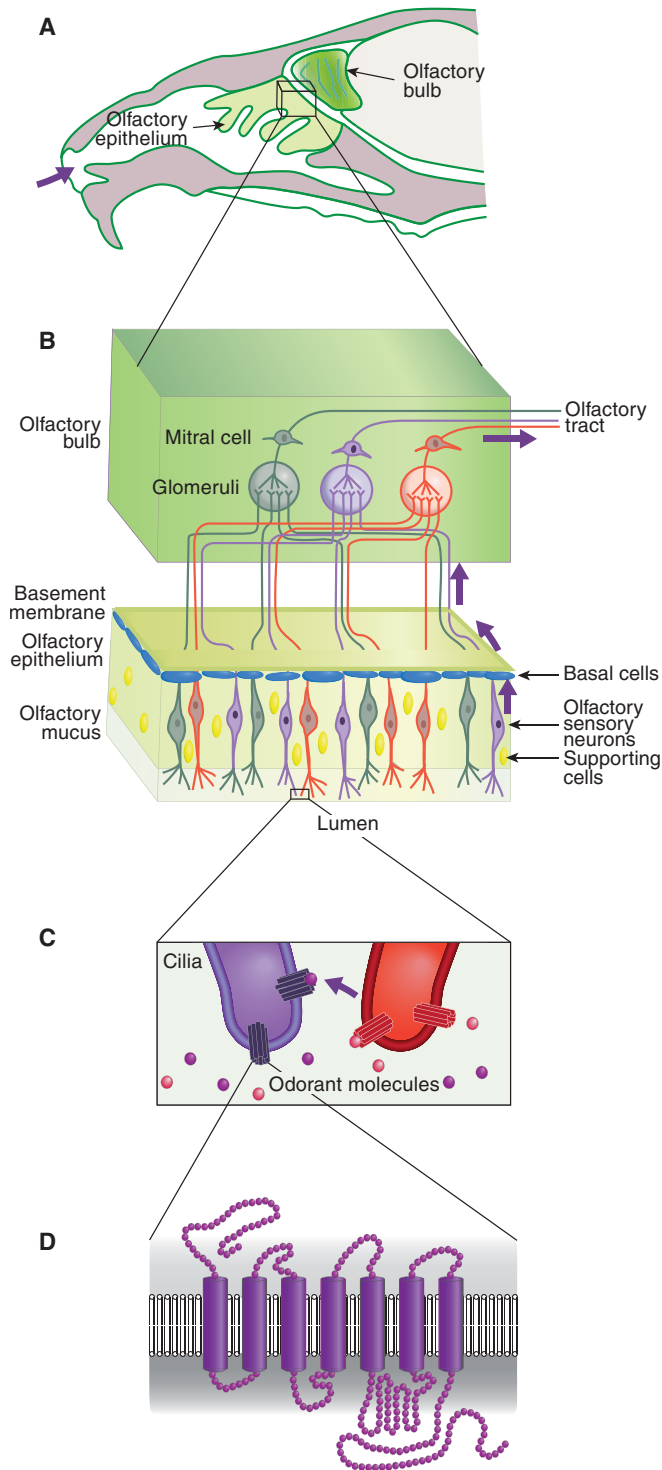 A
Olfactory
bulb
Olfactory
epithelium
B
Olfactory
bulb
Mitral cell
Glomeruli
Olfactory
tract
Basement
membrane
Olfactory
epithelium
Olfactory
mucus
Basal cells
Olfactory
sensory
neurons
Supporting
cells
Lumen
C
Cilia
Odorant molecules
D